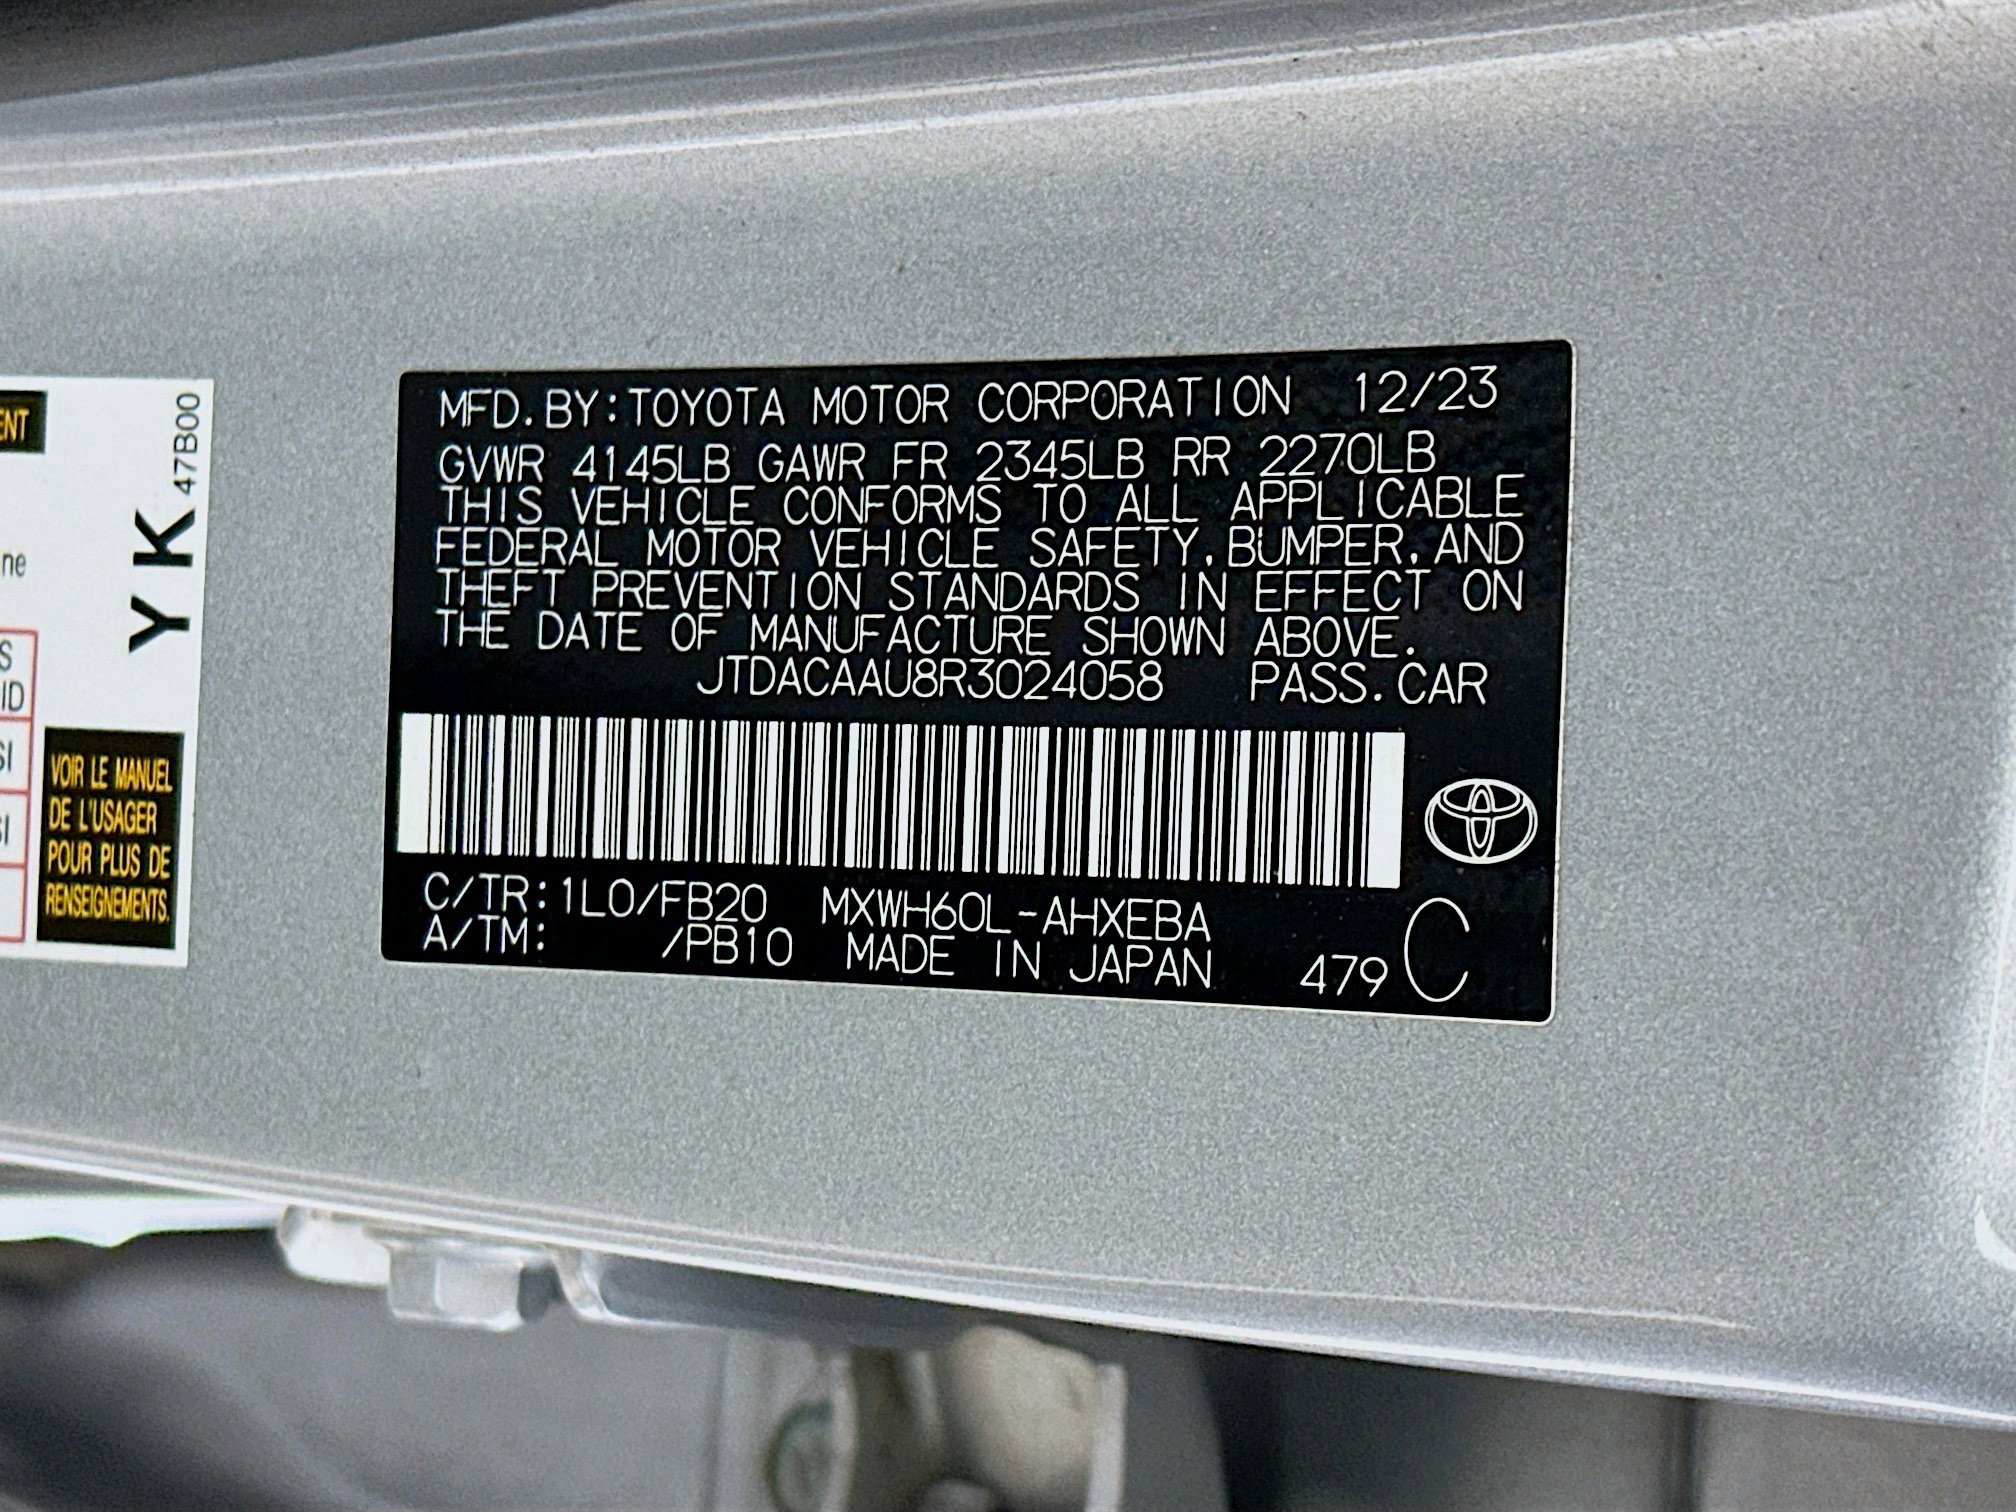 MFD.BY:TOYOTA MOTOR CORPORATION 12/23
GVWR 4145LB GAWR FR 2345LB RR 2270LB
THIS VEHICLE CONFORMS TO ALL APPLICABLE
FEDERAL MOTOR VEHICLE SAFETY,BUMPER,AND
THEFT PREVENTION STANDARDS IN EFFECT ON
THE DATE OF MANUFACTURE SHOWN ABOVE.
JTDACAAU8R3024058 PASS.CAR
C/TR:1L0/FB20 MXWH60L-AHXEBA
A/TM: /PB10 MADE IN JAPAN 479 C
YK 47B00
VOIR LE MANUEL
DE L'USAGER
POUR PLUS DE
RENSEIGNEMENTS.